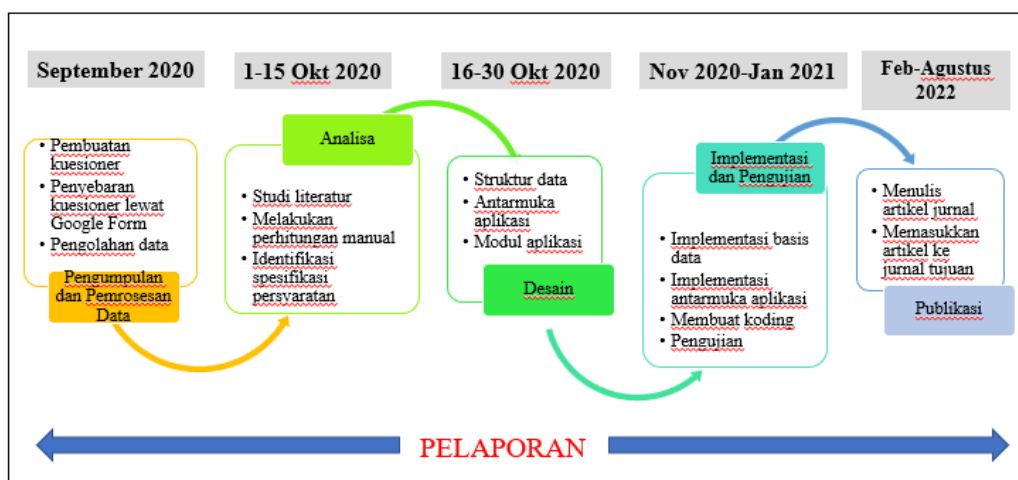 September 2020
1-15 Okt 2020
16-30 Okt 2020
Nov 2020-Jan 2021
Feb-Agustus
2022
• Pembuatan
kuesioner
• Penyebaran
kuesioner lewat
Google Form
• Pengolahan data
Pengumpulan
dan Pemrosesan
Data
Analisa
• Studi literatur
• Melakukan
perhitungan manual
• Identifikasi
spesifikasi
persyaratan
• Struktur data
• Antarmuka
aplikasi
• Modul aplikasi
Desain
Implementasi
dan Pengujian
• Implementasi basis
data
• Implementasi
antarmuka aplikasi
• Membuat koding
• Pengujian
• Menulis
artikel jurnal
• Memasukkan
artikel ke
jurnal tujuan
Publikasi
PELAPORAN